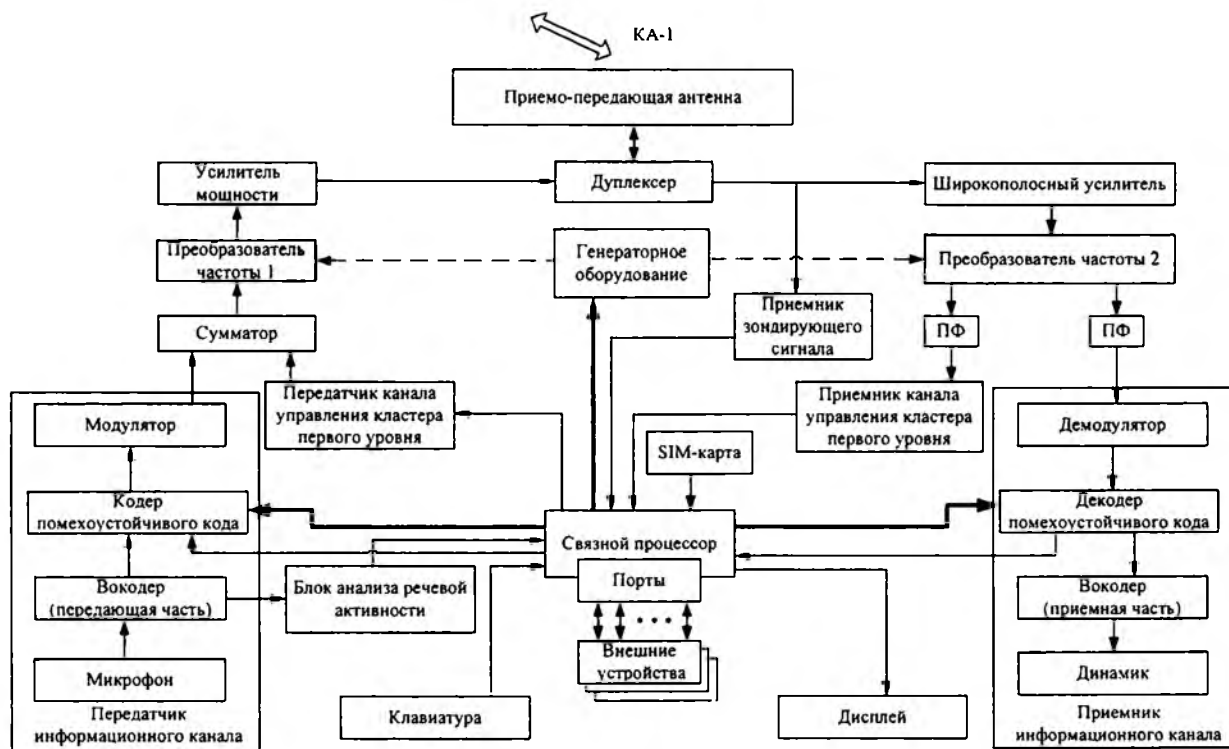 КА-1
Приемо-передающая антенна
Усилитель
мощности
Дуплексер
Широкополосный усилитель
Преобразователь
частоты 1
Генераторное
оборудование
Преобразователь частоты 2
Сумматор
Приемник
зондирующего
сигнала
ПФ
ПФ
Передатчик канала
управления кластера
первого уровня
Приемник канала
управления кластера
первого уровня
Модулятор
Демодулятор
SIM-карта
Кодер
помехоустойчивого кода
Связной процессор
Декодер
помехоустойчивого кода
Порты
Вокодер
(передающая часть)
Блок анализа речевой
активности
Вокодер
(приемная часть)
Внешние
устройства
Микрофон
Динамик
Клавиатура
Дисплей
Передатчик
информационного канала
Приемник
информационного канала